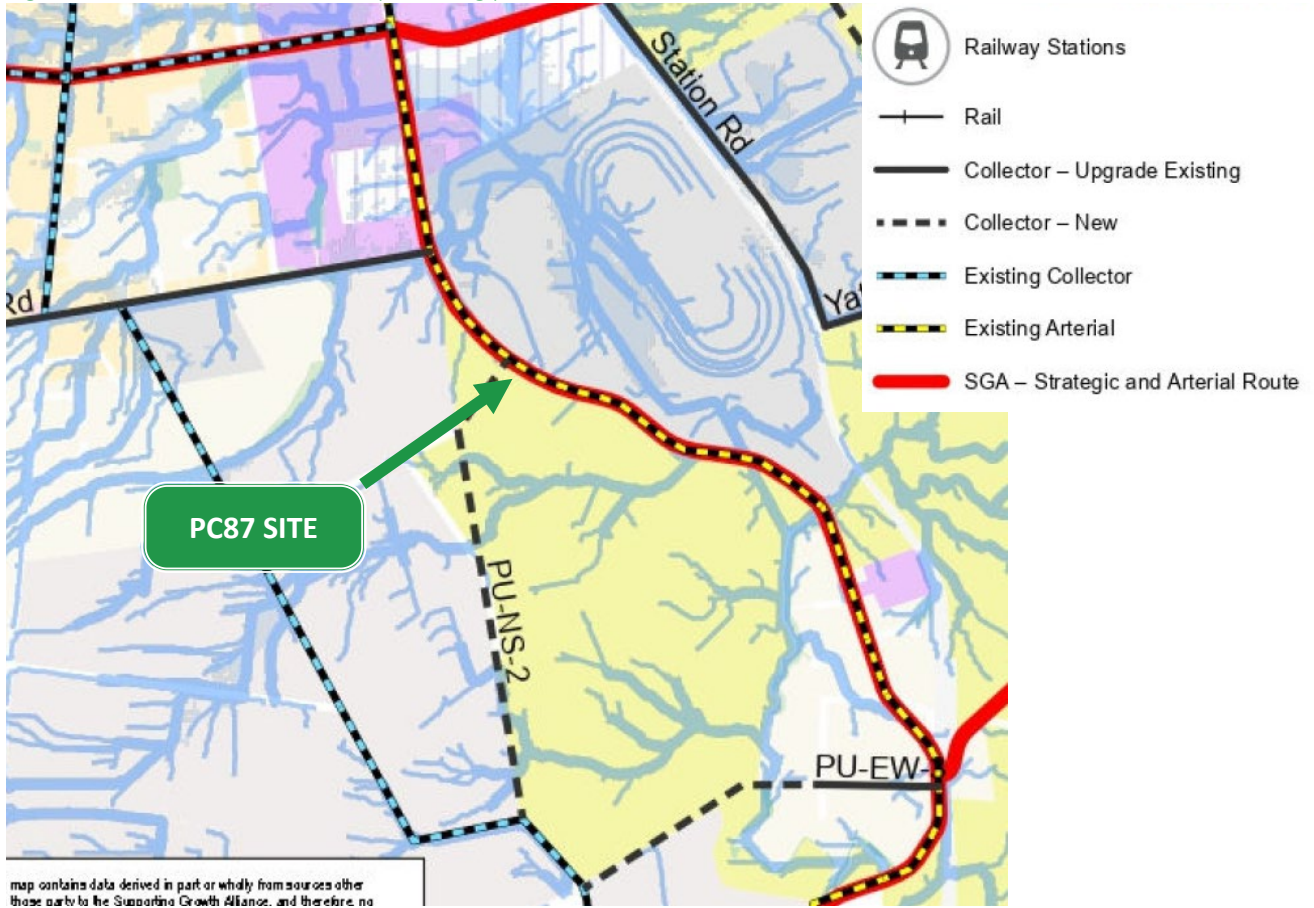 Station Rd
Rd
PC87 SITE
PU-NS-2
PU-EW-
Railway Stations
Rail
Collector – Upgrade Existing
Collector – New
Existing Collector
Existing Arterial
SGA – Strategic and Arterial Route
map contains data derived in part or wholly from sources other
those party to the Supporting Growth Alliance, and therefore, no